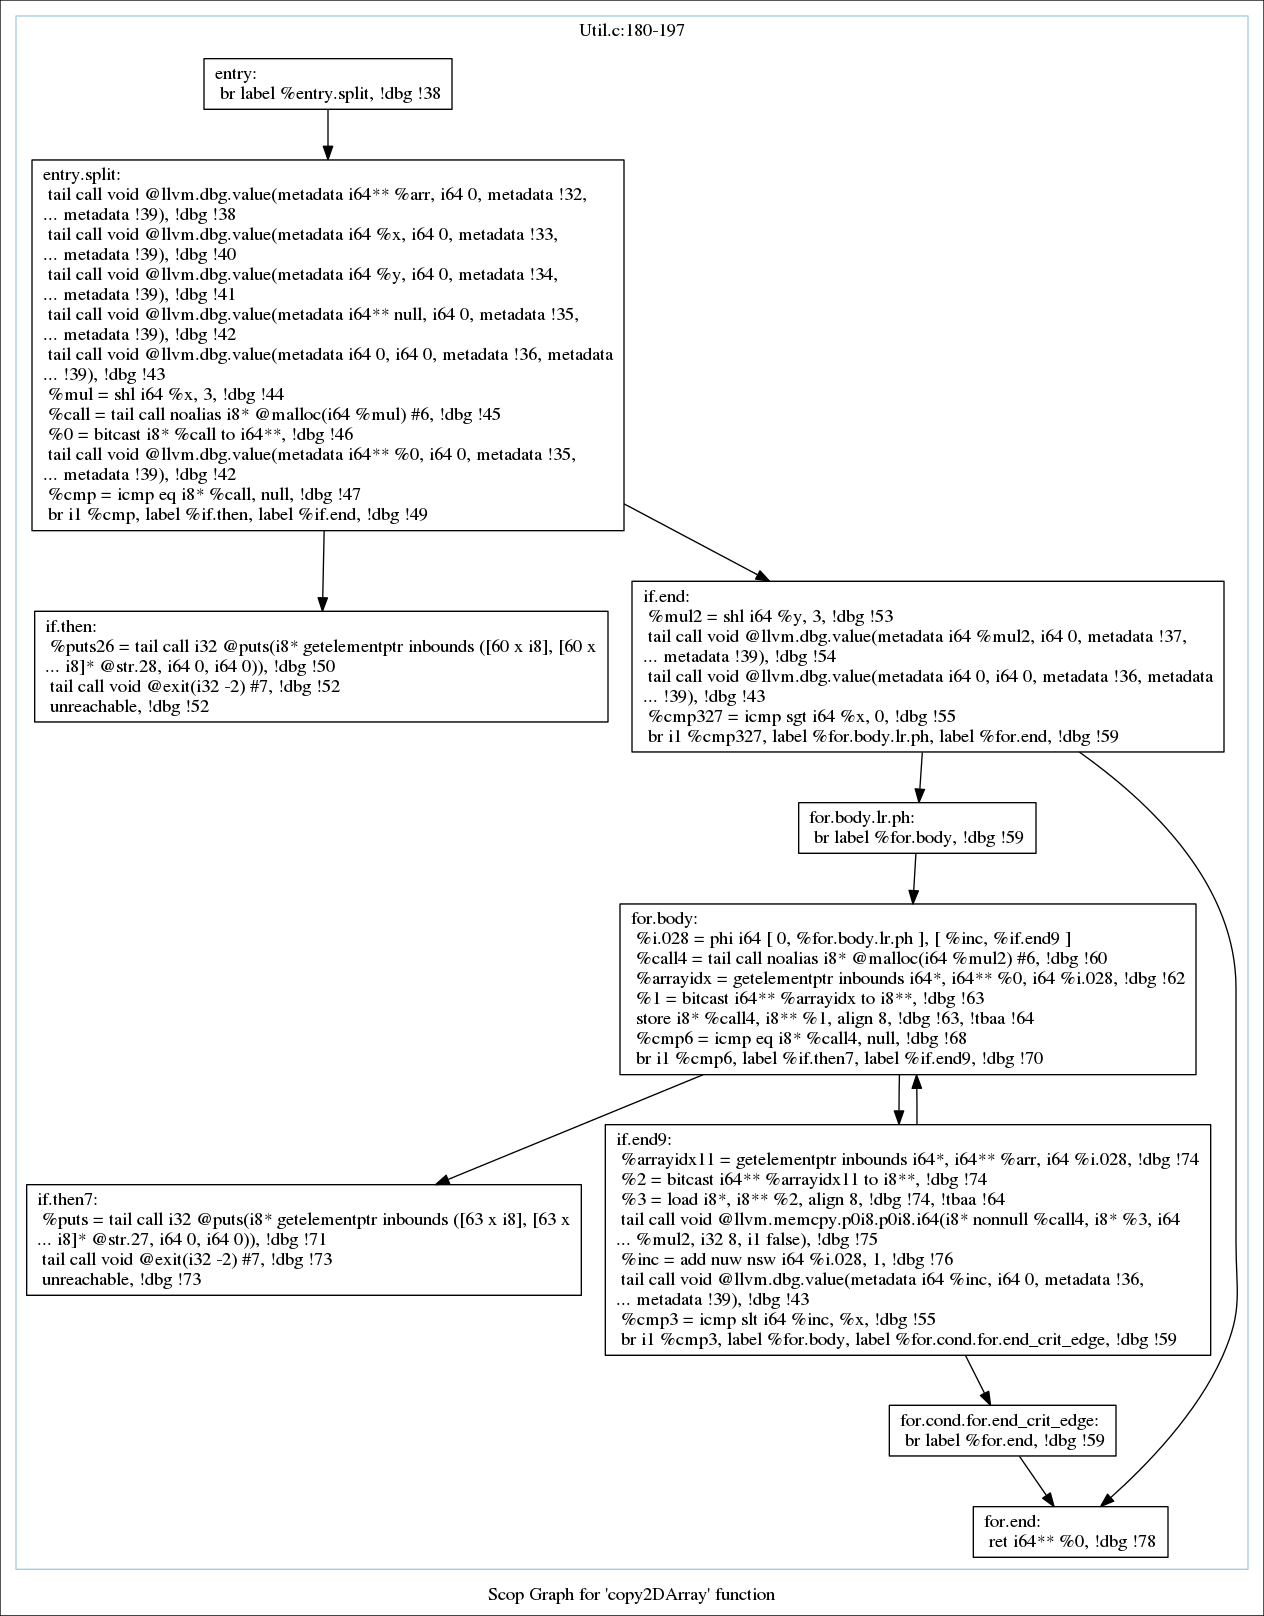 Util.c:180-197
entry:
br label %entry.split, !dbg !38
entry.split:
tail call void @llvm.dbg.value(metadata i64** %arr, i64 0, metadata !32,
... metadata !39), !dbg !38
tail call void @llvm.dbg.value(metadata i64 %x, i64 0, metadata !33,
... metadata !39), !dbg !40
tail call void @llvm.dbg.value(metadata i64 %y, i64 0, metadata !34,
... metadata !39), !dbg !41
tail call void @llvm.dbg.value(metadata i64** null, i64 0, metadata !35,
... metadata !39), !dbg !42
tail call void @llvm.dbg.value(metadata i64 0, i64 0, metadata !36, metadata
... !39), !dbg !43
%mul = shl i64 %x, 3, !dbg !44
%call = tail call noalias i8* @malloc(i64 %mul) #6, !dbg !45
%0 = bitcast i8* %call to i64**, !dbg !46
tail call void @llvm.dbg.value(metadata i64** %0, i64 0, metadata !35,
... metadata !39), !dbg !42
%cmp = icmp eq i8* %call, null, !dbg !47
br i1 %cmp, label %if.then, label %if.end, !dbg !49
if.then:
%puts26 = tail call i32 @puts(i8* getelementptr inbounds ([60 x i8], [60 x
... i8]* @str.28, i64 0, i64 0)), !dbg !50
tail call void @exit(i32 -2) #7, !dbg !52
unreachable, !dbg !52
if.end:
%mul2 = shl i64 %y, 3, !dbg !53
tail call void @llvm.dbg.value(metadata i64 %mul2, i64 0, metadata !37,
... metadata !39), !dbg !54
tail call void @llvm.dbg.value(metadata i64 0, i64 0, metadata !36, metadata
... !39), !dbg !43
%cmp327 = icmp sgt i64 %x, 0, !dbg !55
br i1 %cmp327, label %for.body.lr.ph, label %for.end, !dbg !59
for.body.lr.ph:
br label %for.body, !dbg !59
for.body:
%i.028 = phi i64 [ 0, %for.body.lr.ph ], [ %inc, %if.end9 ]
%call4 = tail call noalias i8* @malloc(i64 %mul2) #6, !dbg !60
%arrayidx = getelementptr inbounds i64*, i64** %0, i64 %i.028, !dbg !62
%1 = bitcast i64** %arrayidx to i8**, !dbg !63
store i8* %call4, i8** %1, align 8, !dbg !63, !tbaa !64
%cmp6 = icmp eq i8* %call4, null, !dbg !68
br i1 %cmp6, label %if.then7, label %if.end9, !dbg !70
if.then7:
%puts = tail call i32 @puts(i8* getelementptr inbounds ([63 x i8], [63 x
... i8]* @str.27, i64 0, i64 0)), !dbg !71
tail call void @exit(i32 -2) #7, !dbg !73
unreachable, !dbg !73
if.end9:
%arrayidx11 = getelementptr inbounds i64*, i64** %arr, i64 %i.028, !dbg !74
%2 = bitcast i64** %arrayidx11 to i8**, !dbg !74
%3 = load i8*, i8** %2, align 8, !dbg !74, !tbaa !64
tail call void @llvm.memcpy.p0i8.p0i8.i64(i8* nonnull %call4, i8* %3, i64
... %mul2, i32 8, i1 false), !dbg !75
%inc = add nuw nsw i64 %i.028, 1, !dbg !76
tail call void @llvm.dbg.value(metadata i64 %inc, i64 0, metadata !36,
... metadata !39), !dbg !43
%cmp3 = icmp slt i64 %inc, %x, !dbg !55
br i1 %cmp3, label %for.body, label %for.cond.for.end_crit_edge, !dbg !59
for.cond.for.end_crit_edge:
br label %for.end, !dbg !59
for.end:
ret i64** %0, !dbg !78
Scop Graph for 'copy2DArray' function